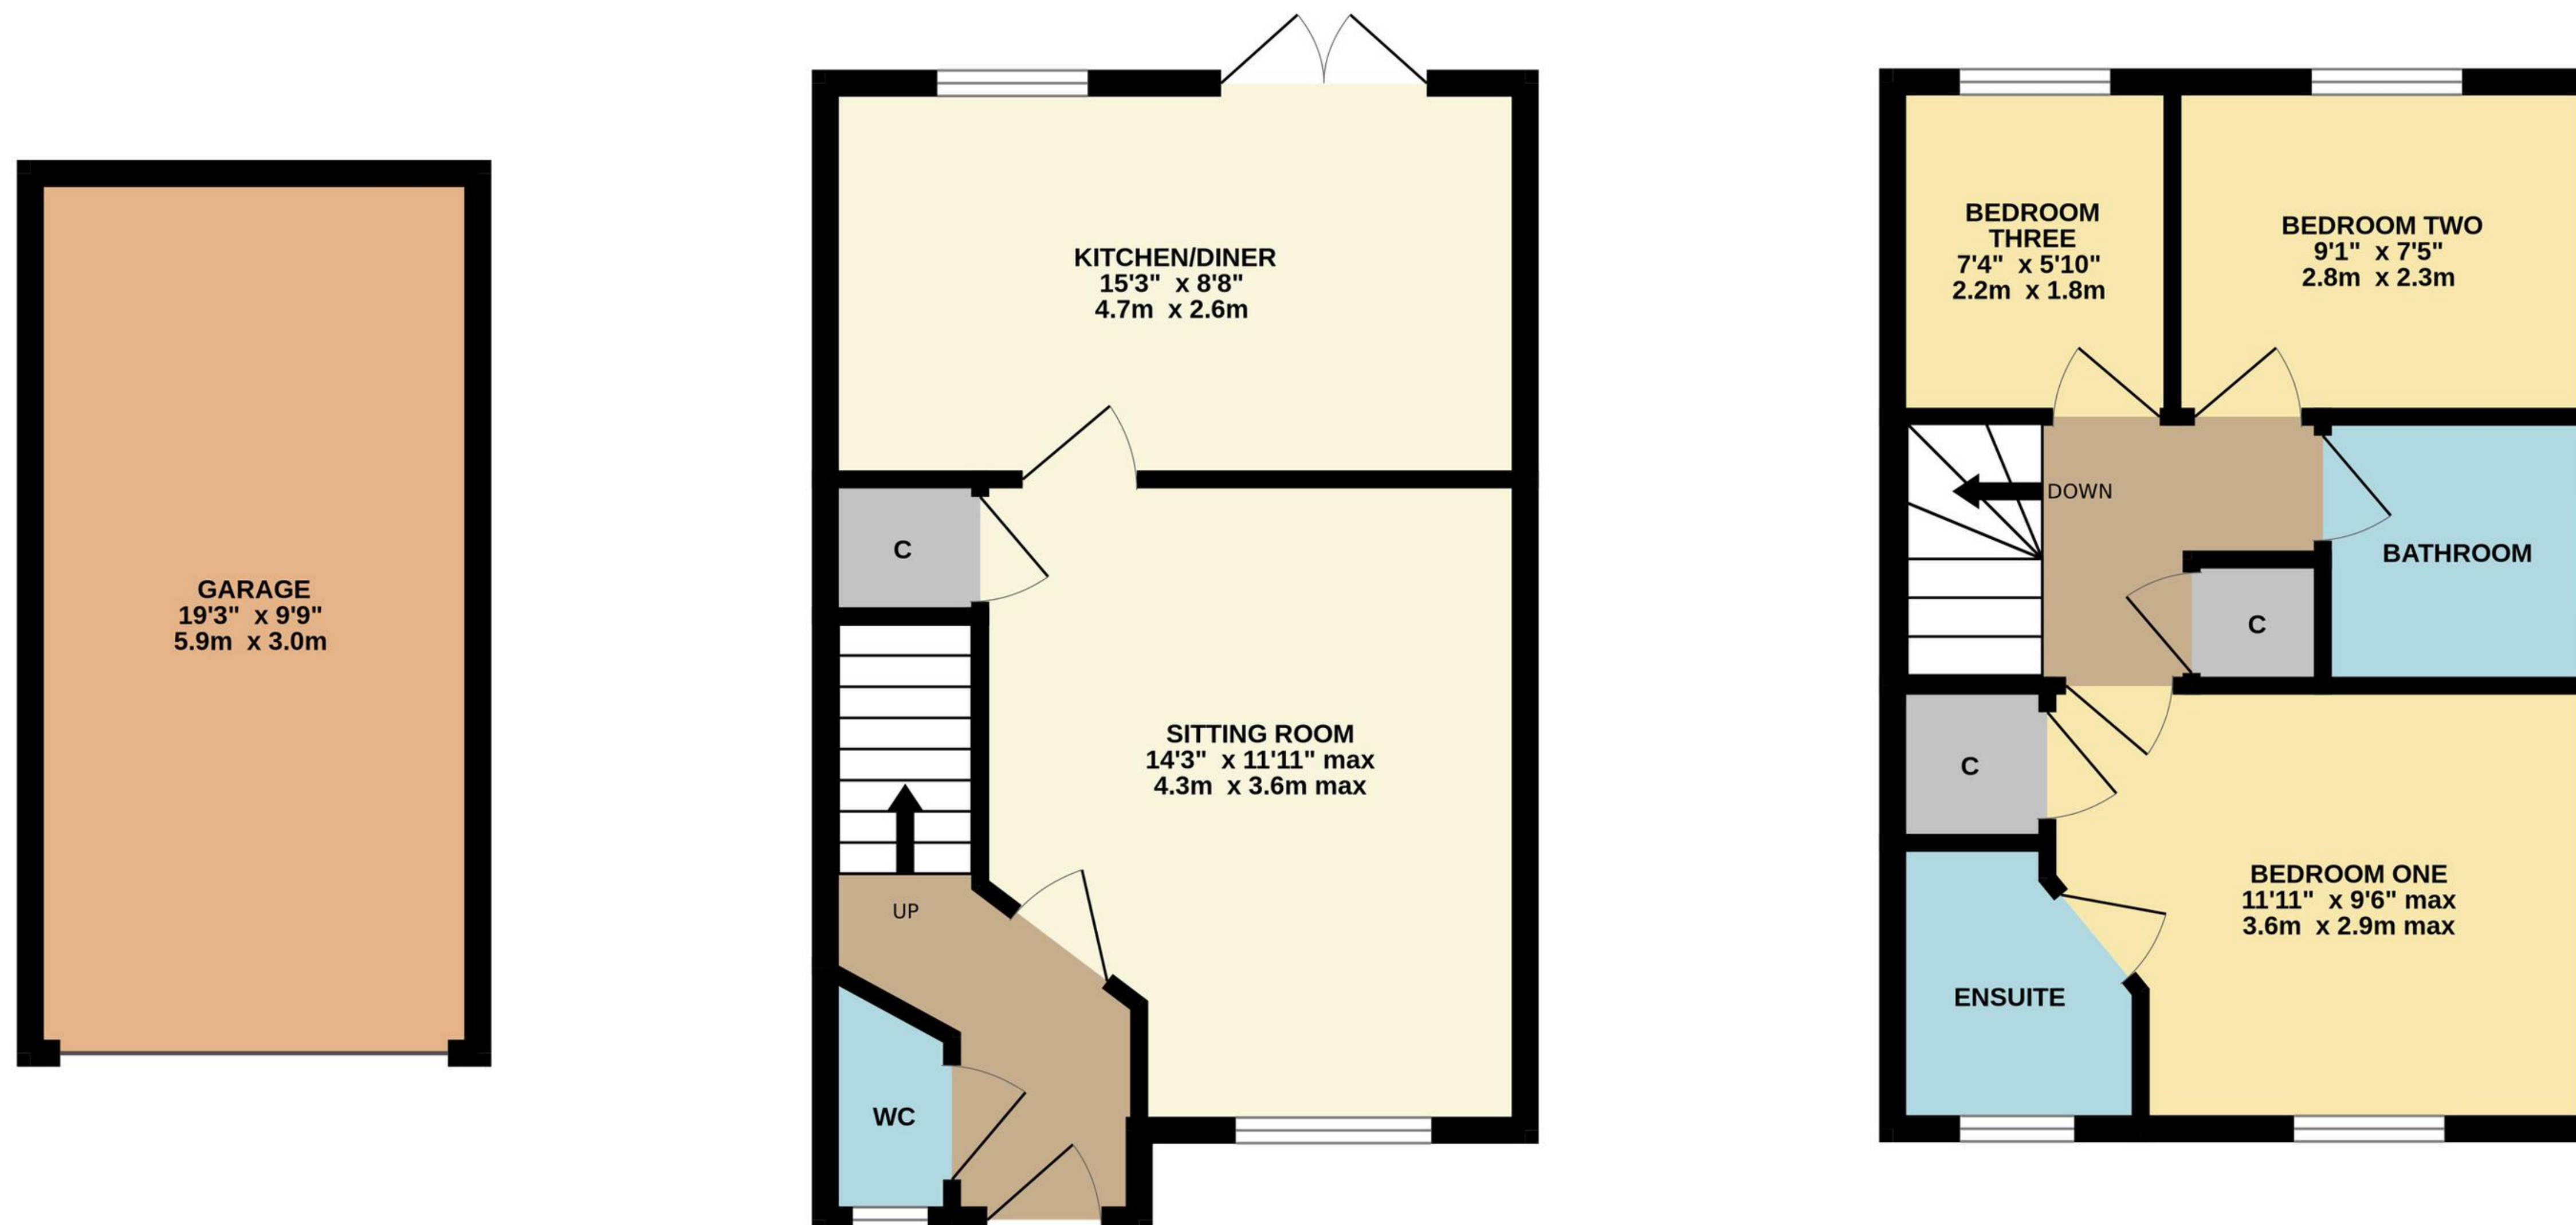 GARAGE
19'3" x 9'9"
5.9m x 3.0m
KITCHEN/DINER
15'3" x 8'8"
4.7m x 2.6m
C
SITTING ROOM
14'3" x 11'11" max
4.3m x 3.6m max
UP
WC
BEDROOM
THREE
7'4" x 5'10"
2.2m x 1.8m
BEDROOM TWO
9'1" x 7'5"
2.8m x 2.3m
DOWN
BATHROOM
C
C
BEDROOM ONE
11'11" x 9'6" max
3.6m x 2.9m max
ENSUITE